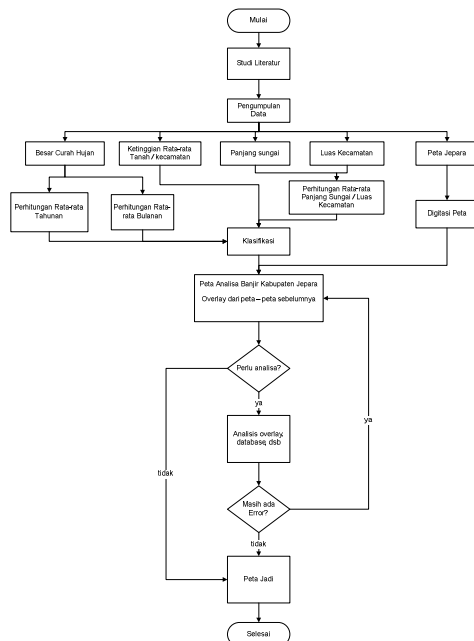 Mulai
Studi Literatur
Pengumpulan
Data
Besar Curah Hujan
Ketinggian Rata-rata
Tanah / kecamatan
Panjang sungai
Luas Kecamatan
Peta Jepara
Perhitungan Rata-rata
Tahunan
Perhitungan Rata-
rata Bulanan
Perhitungan Rata-rata
Panjang Sungai / Luas
Kecamatan
Digitasi Peta
Klasifikasi
Peta Analisa Banjir Kabupaten Jepara
Overlay dari peta – peta sebelumnya
Perlu analisa?
ya
ya
Analisis overlay,
database, dsb
tidak
Masih ada
Error?
tidak
Peta Jadi
Selesai